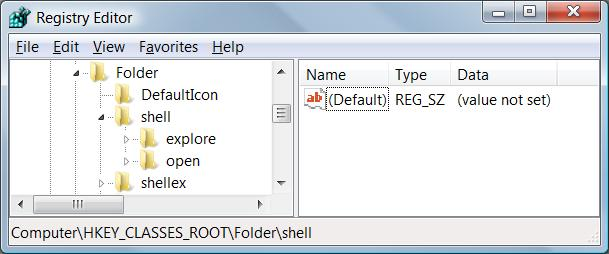 Registry Editor
File Edit View Favorites Help
Folder
DefaultIcon
shell
explore
open
shellex
Name Type Data
ab (Default) REG_SZ (value not set)
Computer\HKEY_CLASSES_ROOT\Folder\shell